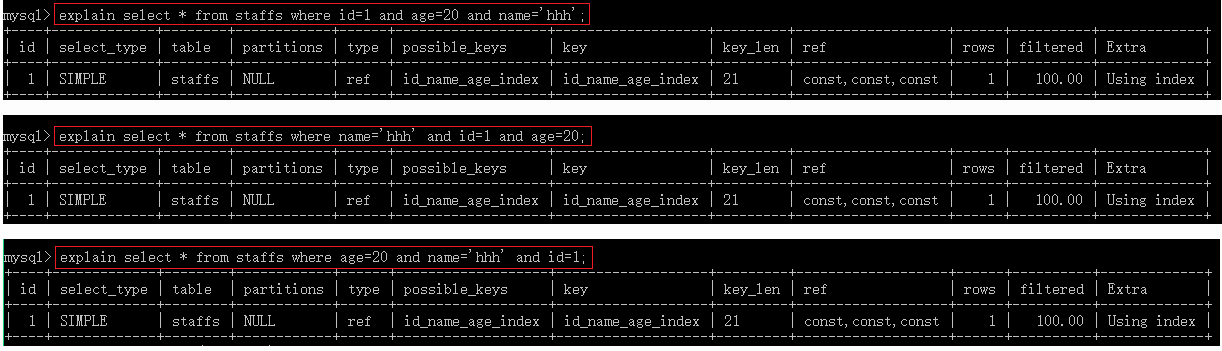 mysql> explain select * from staffs where id=1 and age=20 and name='hhh';
+----+-------------+--------+------------+------+-------------------+-------------------+---------+-------------------+------+----------+-------------+
| id | select_type | table | partitions | type | possible_keys | key | key_len | ref | rows | filtered | Extra |
| 1 | SIMPLE | staffs | NULL | ref | id_name_age_index | id_name_age_index | 21 | const,const,const | 1 | 100.00 | Using index |
mysql> explain select * from staffs where name='hhh' and id=1 and age=20;
| id | select_type | table | partitions | type | possible_keys | key | key_len | ref | rows | filtered | Extra |
| 1 | SIMPLE | staffs | NULL | ref | id_name_age_index | id_name_age_index | 21 | const,const,const | 1 | 100.00 | Using index |
mysql> explain select * from staffs where age=20 and name='hhh' and id=1;
| id | select_type | table | partitions | type | possible_keys | key | key_len | ref | rows | filtered | Extra |
| 1 | SIMPLE | staffs | NULL | ref | id_name_age_index | id_name_age_index | 21 | const,const,const | 1 | 100.00 | Using index |